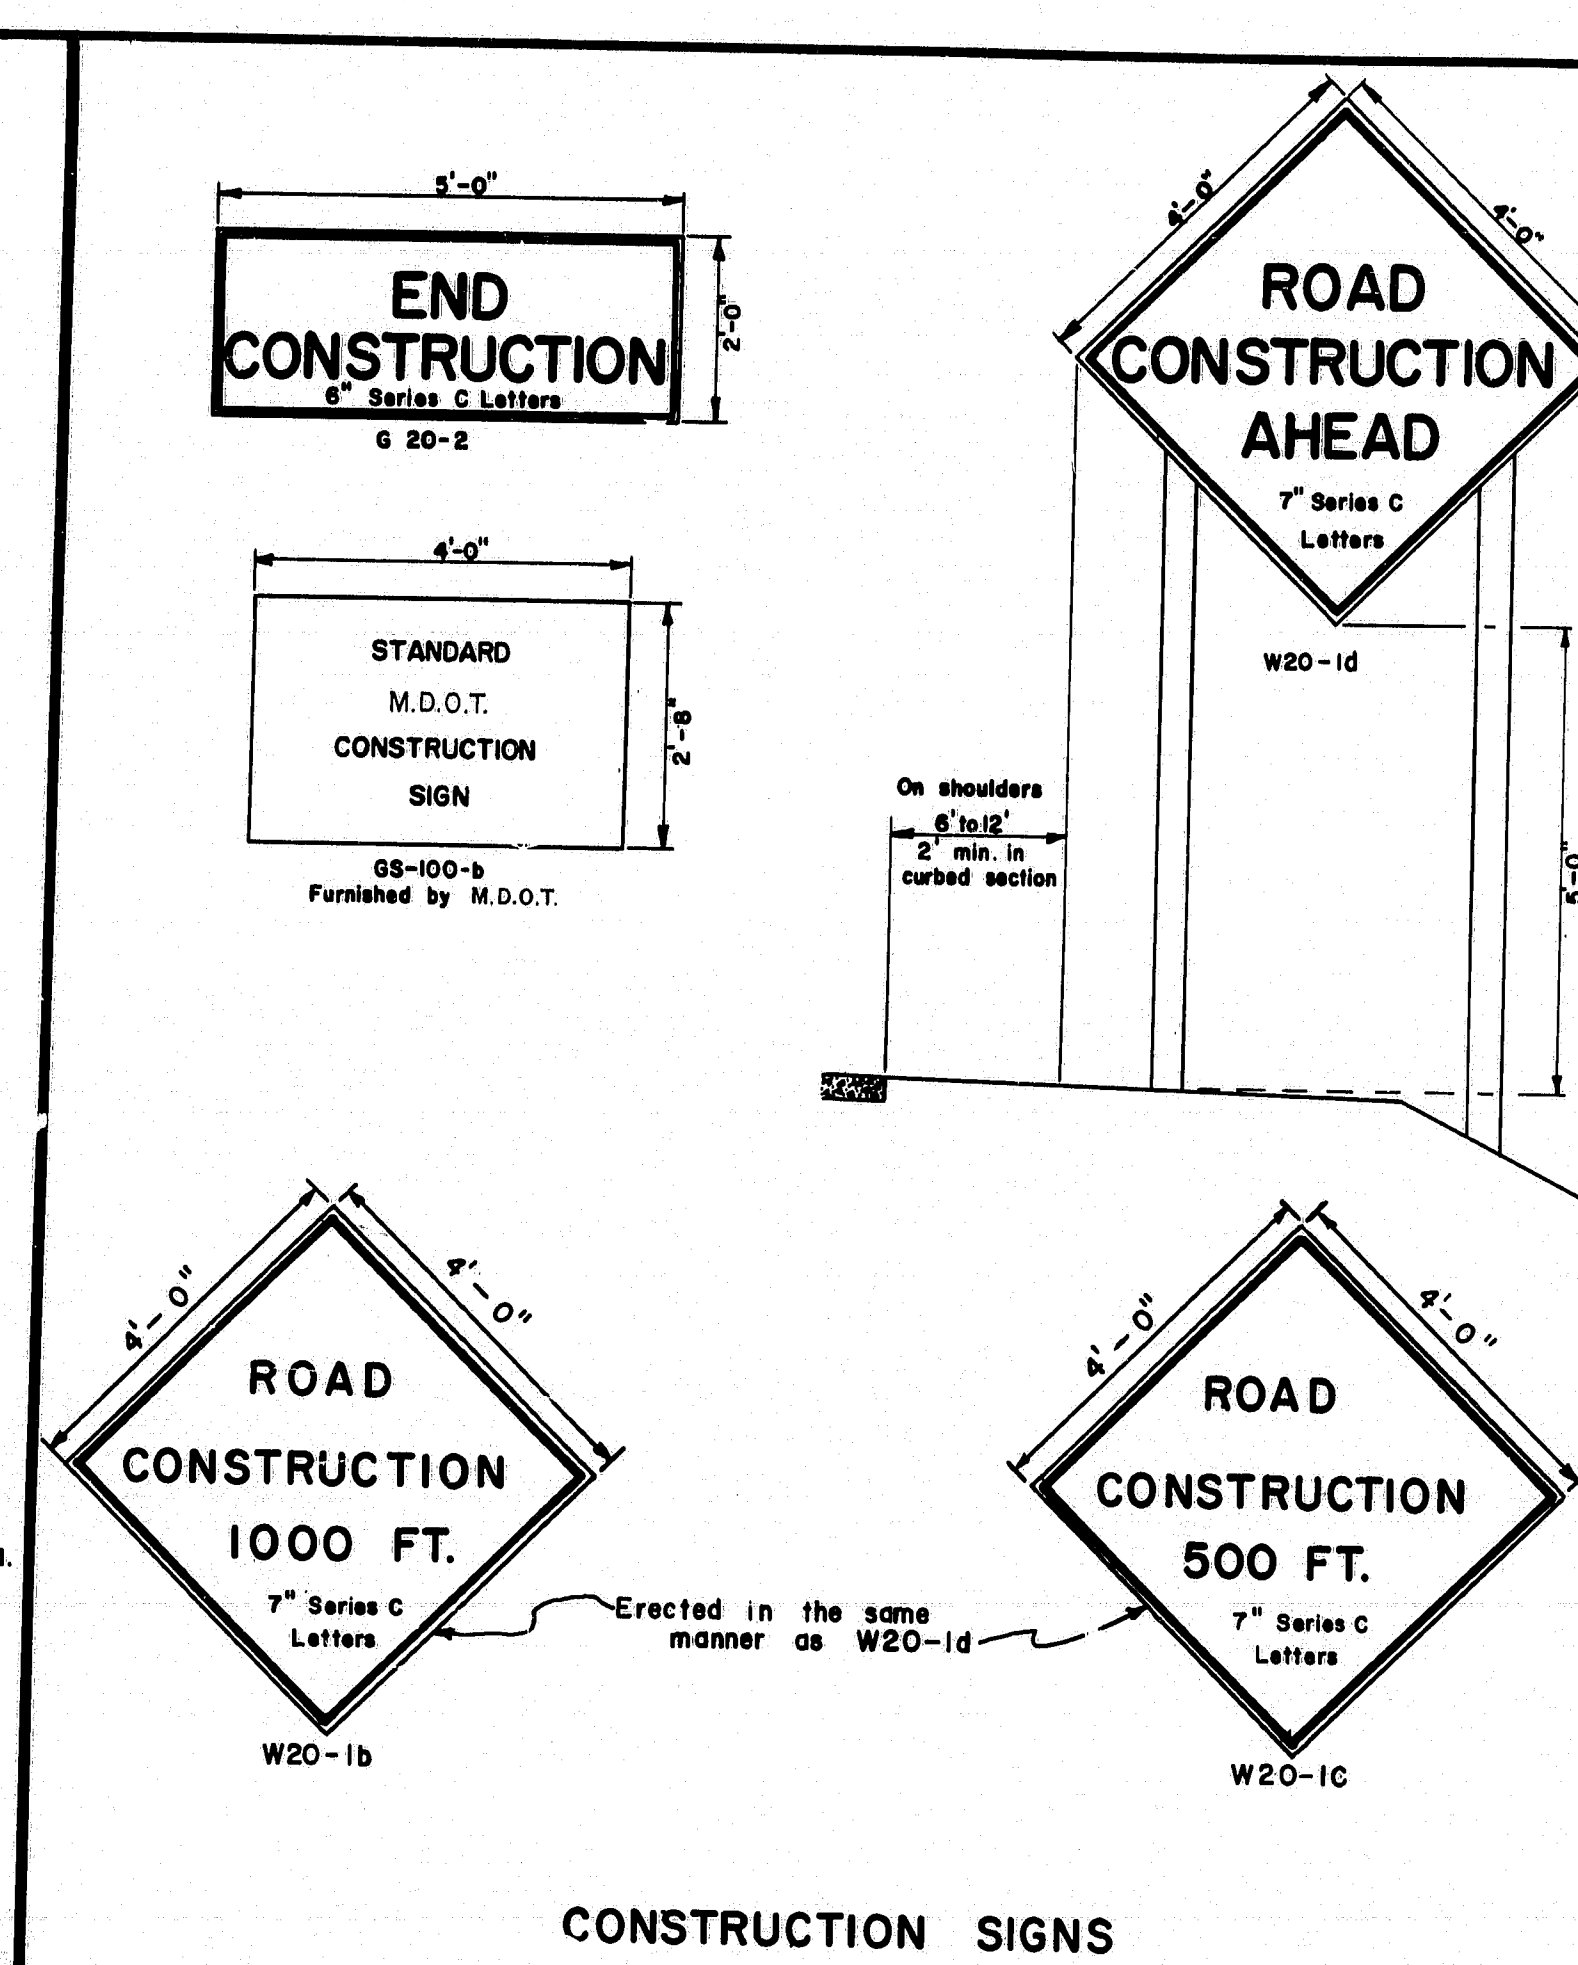 5'-0"
END
CONSTRUCTION
6" Series C Letters
2'-0"
G 20-2
4'-0"
STANDARD
M.D.O.T.
CONSTRUCTION
SIGN
2'-8"
GS-100-b
Furnished by M.D.O.T.
4'-0"
4'-0"
ROAD
CONSTRUCTION
AHEAD
7" Series C
Letters
W20-1d
On shoulders
6' to 12'
2' min. in
curbed section
5'-0"
4'-0"
4'-0"
ROAD
CONSTRUCTION
1000 FT.
7" Series C
Letters
W20-1b
Erected in the same
manner as W20-1d
4'-0"
4'-0"
ROAD
CONSTRUCTION
500 FT.
7" Series C
Letters
W20-1C
CONSTRUCTION SIGNS